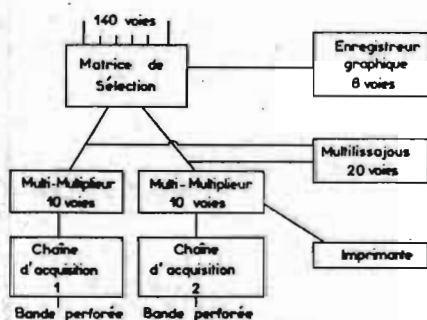 140 voies
Matrice de
Sélection
Enregistreur
graphique
8 voies
Multilissajous
20 voies
Multi-Multiplieur
10 voies
Multi-Multiplieur
10 voies
Chaîne
d'acquisition
1
Chaîne
d'acquisition
2
Imprimante
Bande perforée
Bande perforée